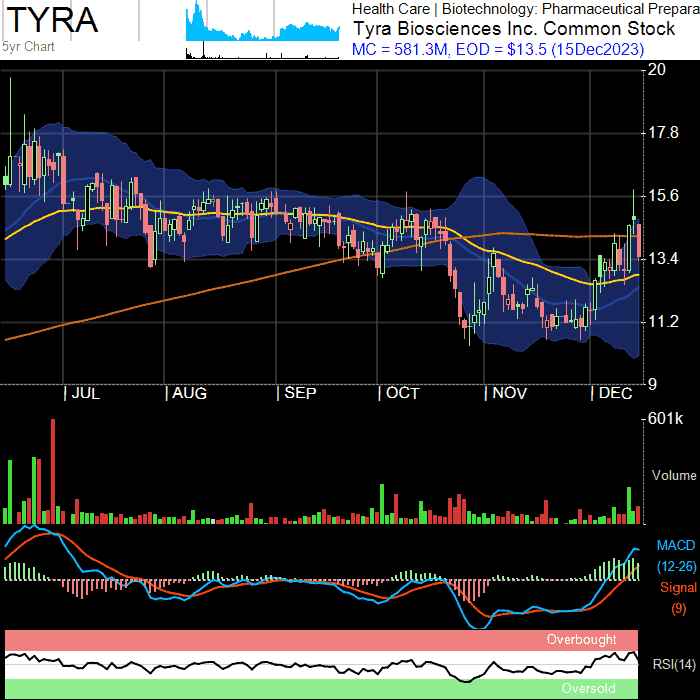 TYRA
5yr Chart
Health Care | Biotechnology: Pharmaceutical Prepara
Tyra Biosciences Inc. Common Stock
MC = 581.3M, EOD = $13.5 (15Dec2023)
20
17.8
15.6
13.4
11.2
9
| JUL | AUG | SEP | OCT | NOV | DEC
601k
Volume
MACD
(12-26)
Signal
(9)
Overbought
RSI(14)
Oversold